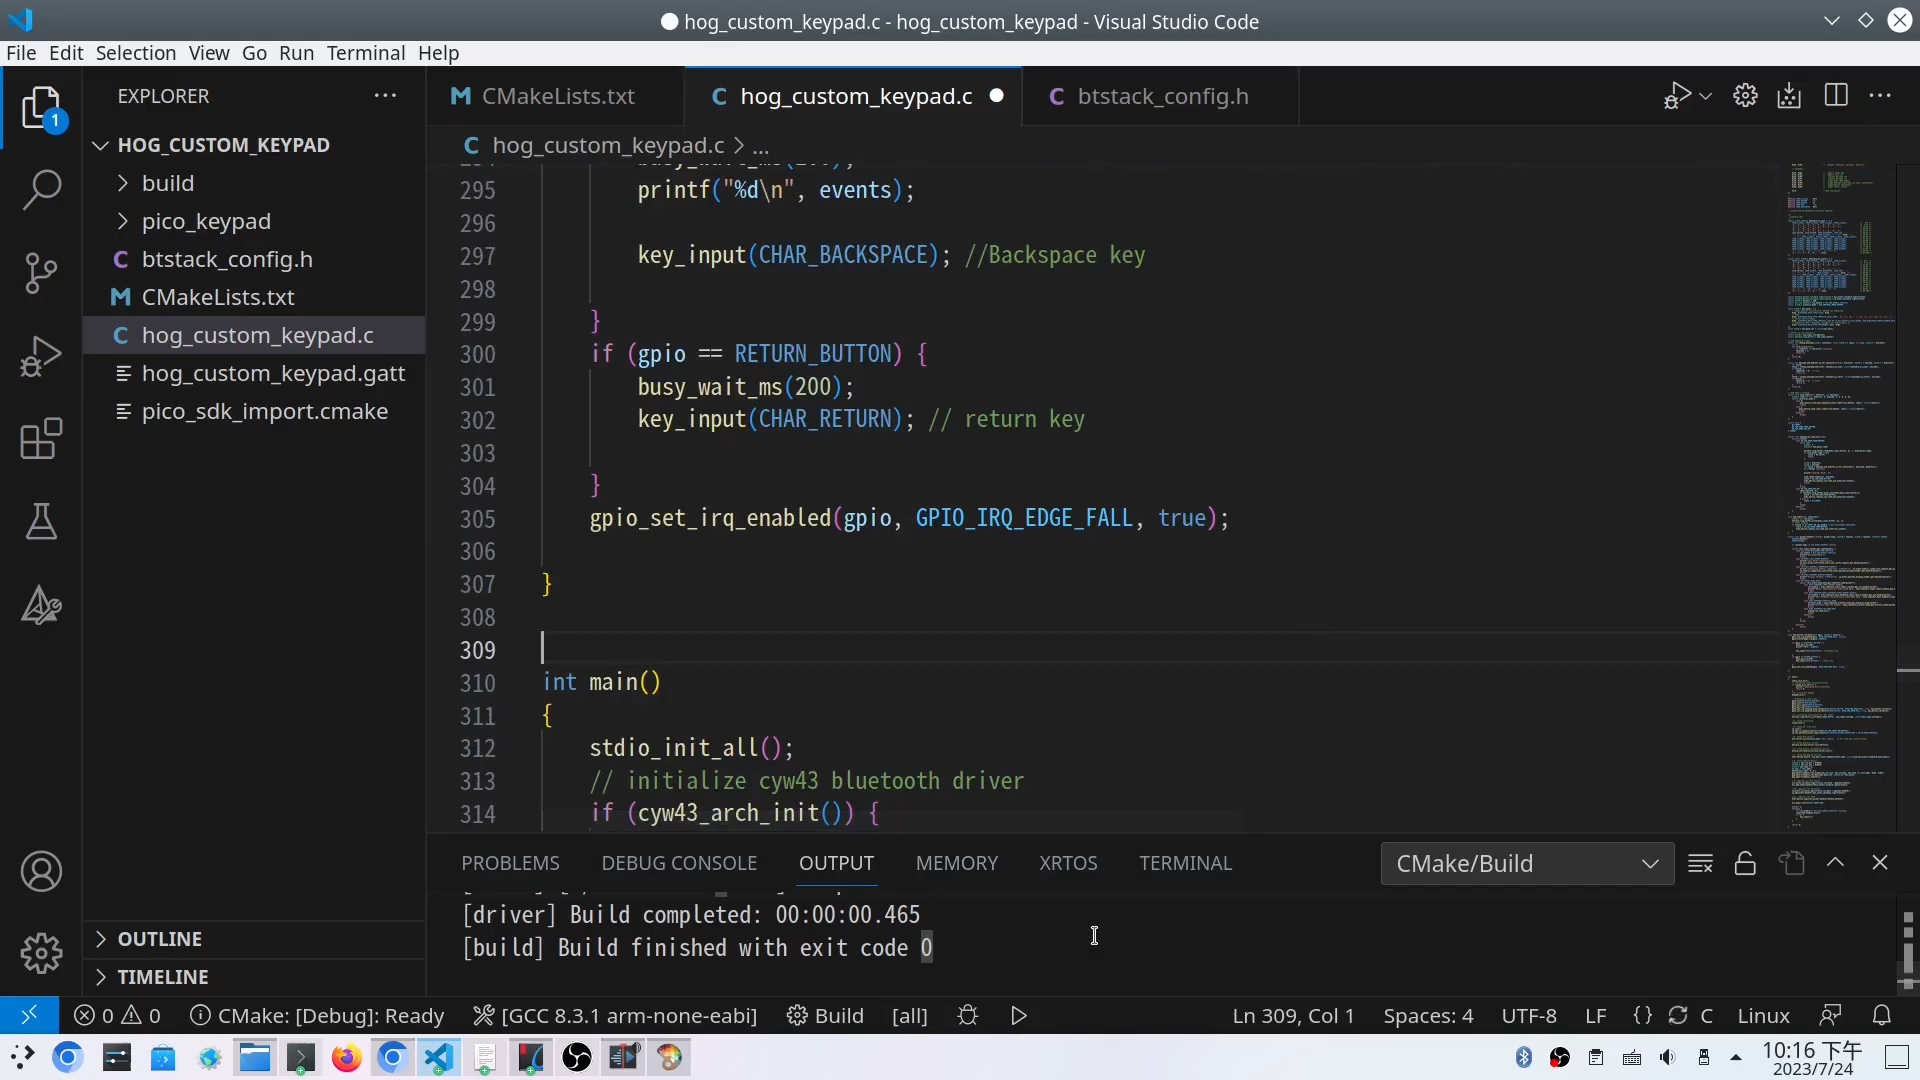 hog_custom_keypad.c - hog_custom_keypad - Visual Studio Code
File Edit Selection View Go Run Terminal Help
EXPLORER
1
HOG_CUSTOM_KEYPAD
build
pico_keypad
C btstack_config.h
M CMakeLists.txt
C hog_custom_keypad.c
hog_custom_keypad.gatt
pico_sdk_import.cmake
OUTLINE
TIMELINE
M CMakeLists.txt
C hog_custom_keypad.c
C btstack_config.h
C hog_custom_keypad.c > ...
295 printf("%d\n", events);
296
297 key_input(CHAR_BACKSPACE); //Backspace key
298
299 }
300 if (gpio == RETURN_BUTTON) {
301 busy_wait_ms(200);
302 key_input(CHAR_RETURN); // return key
303
304 }
305 gpio_set_irq_enabled(gpio, GPIO_IRQ_EDGE_FALL, true);
306
307 }
308
309
310 int main()
311 {
312 stdio_init_all();
313 // initialize cyw43 bluetooth driver
314 if (cyw43_arch_init()) {
PROBLEMS DEBUG CONSOLE OUTPUT MEMORY XRTOS TERMINAL
CMake/Build
[driver] Build completed: 00:00:00.465
[build] Build finished with exit code 0
0 0 CMake: [Debug]: Ready [GCC 8.3.1 arm-none-eabi] Build [all] Ln 309, Col 1 Spaces: 4 UTF-8 LF {} C Linux
10:16 下午
2023/7/24